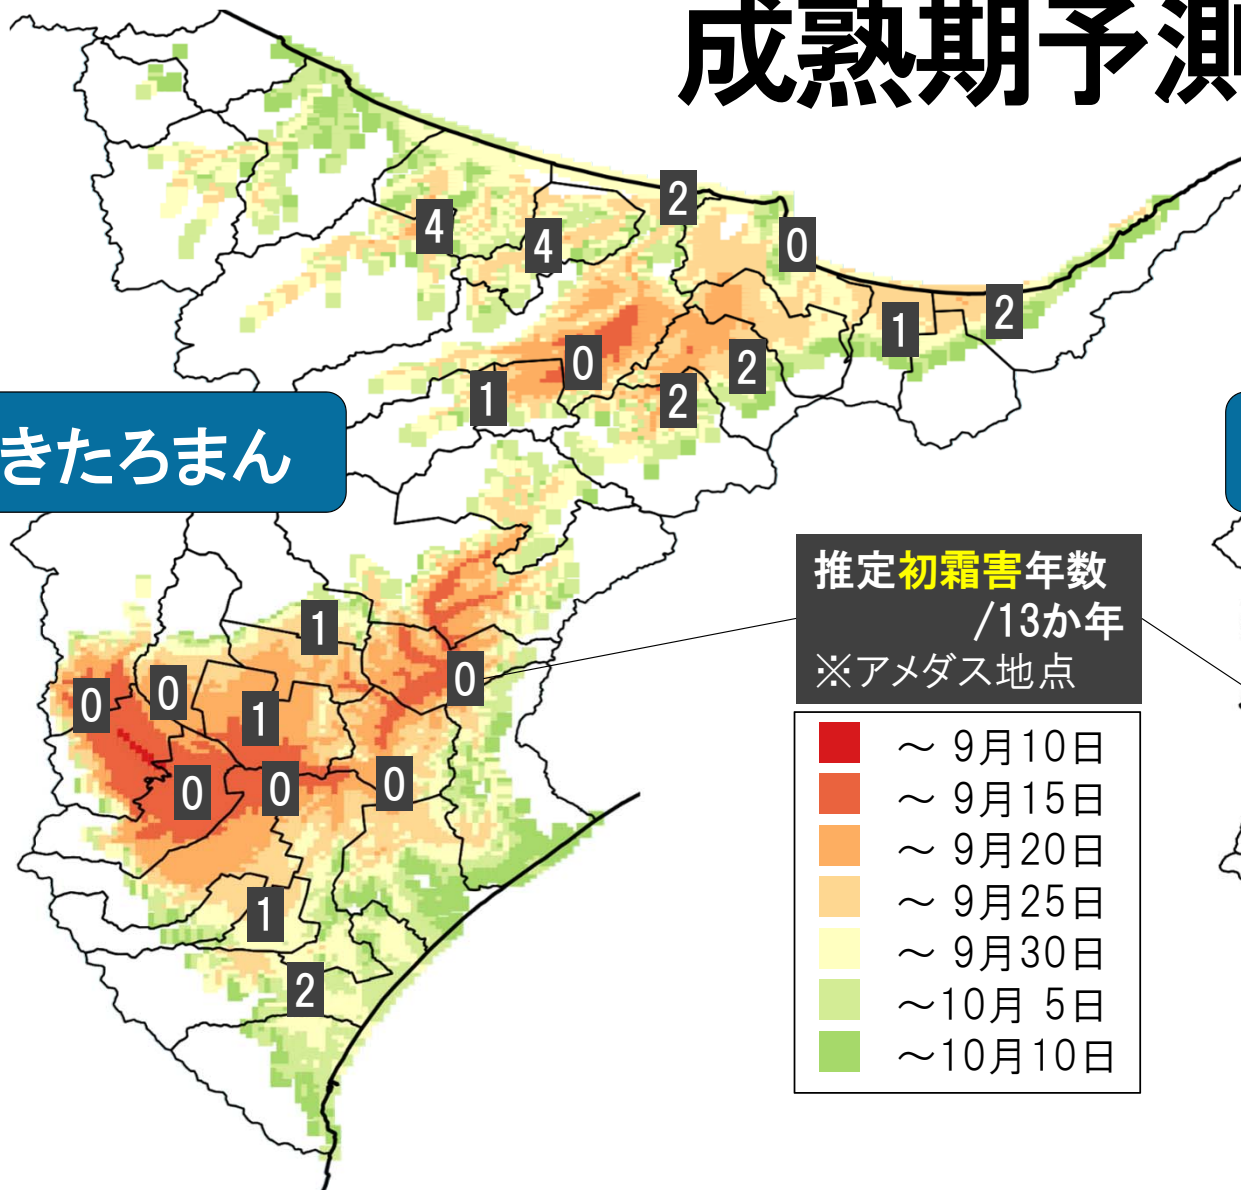 成熟期予測
2
4
4
0
1
2
0
2
1
2
きたろまん
推定初霜害年数
/13か年
※アメダス地点
1
0
0
0
1
0
0
0
1
2
～ 9月10日
～ 9月15日
～ 9月20日
～ 9月25日
～ 9月30日
～10月 5日
～10月10日